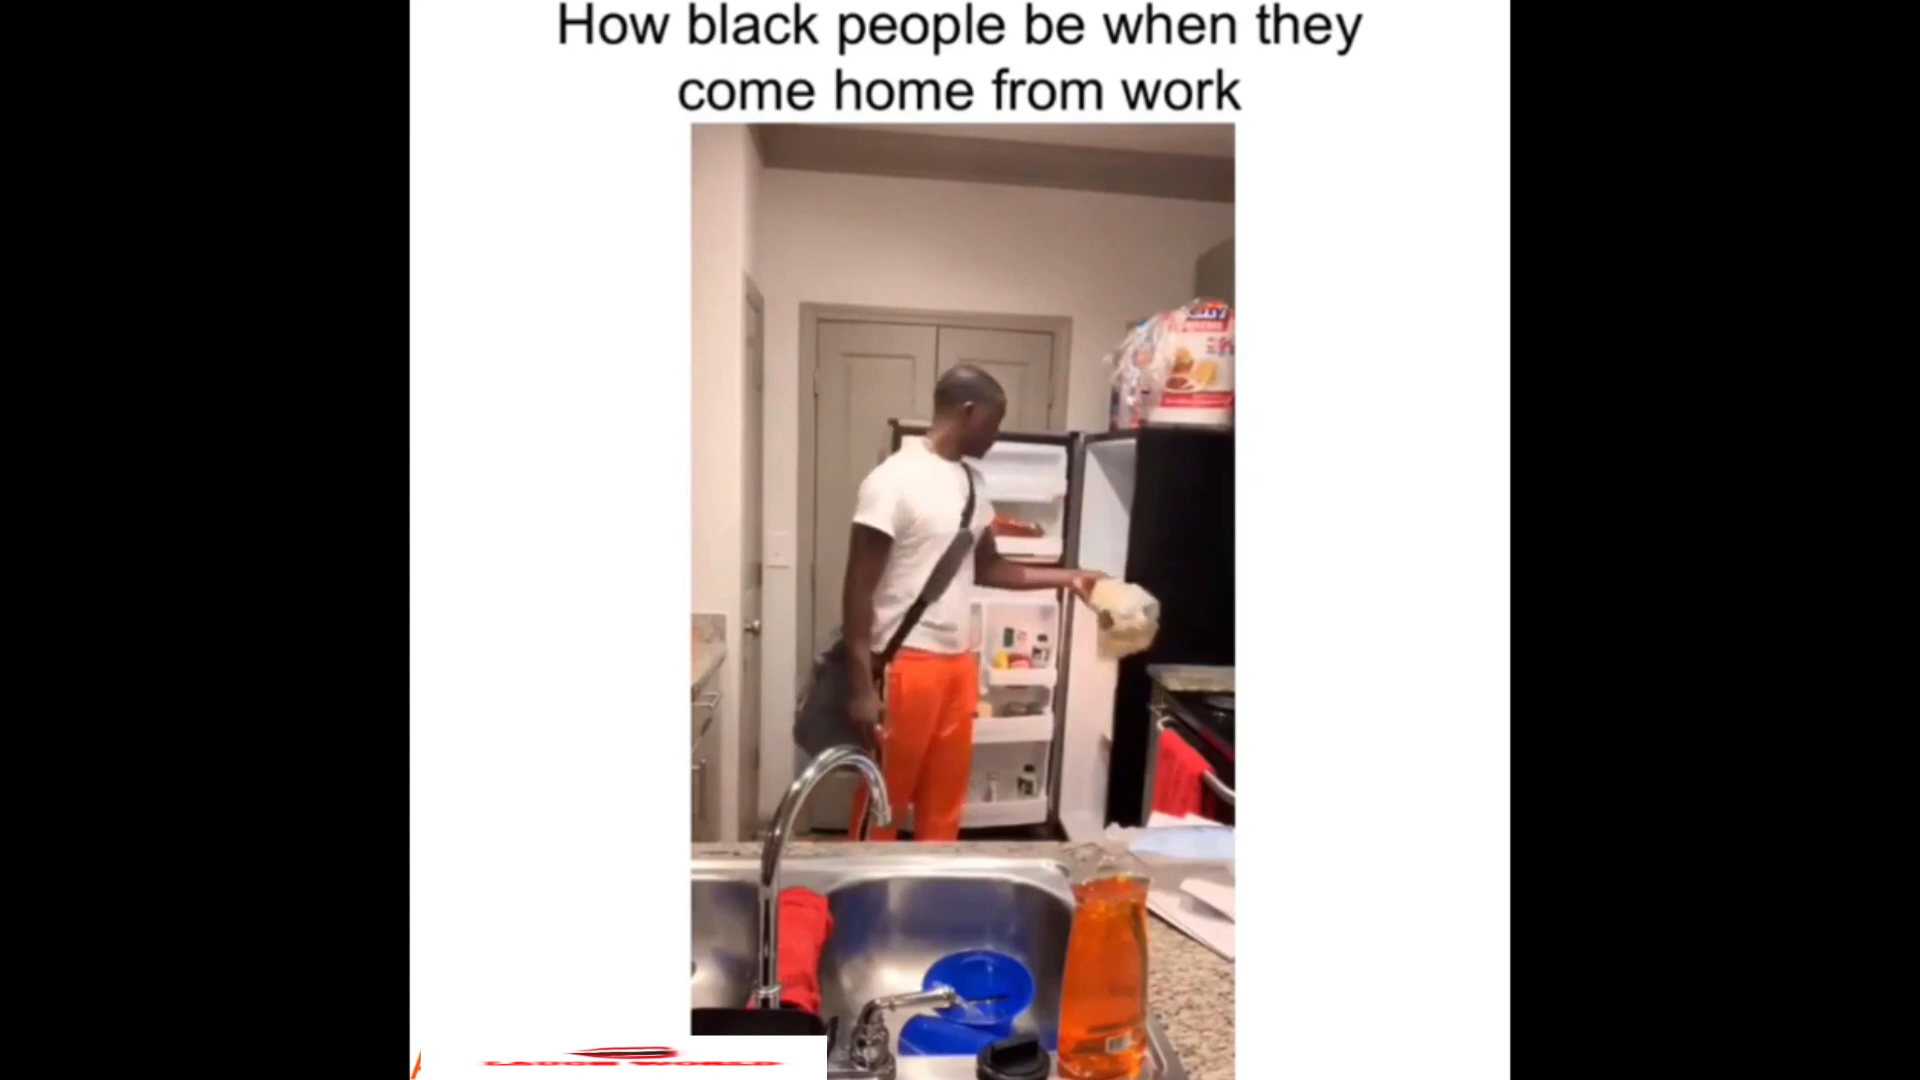 How black people be when they
come home from work